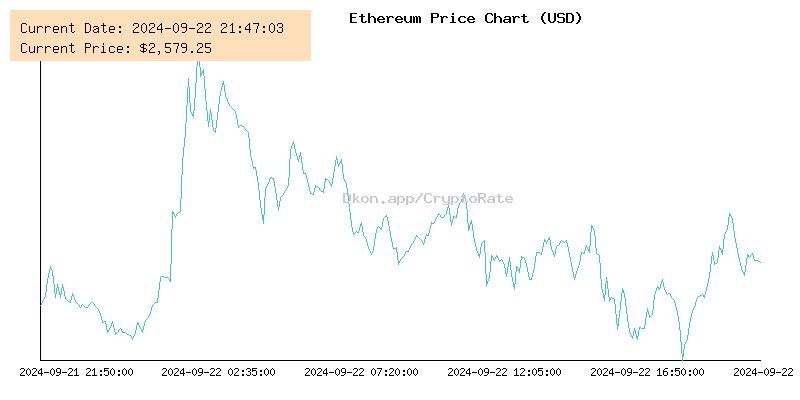 Ethereum Price Chart (USD)
Current Date: 2024-09-22 21:47:03
Current Price: $2,579.25
Dkon.app/CryptoRate
2024-09-21 21:50:00 2024-09-22 02:35:00 2024-09-22 07:20:00 2024-09-22 12:05:00 2024-09-22 16:50:00 2024-09-22